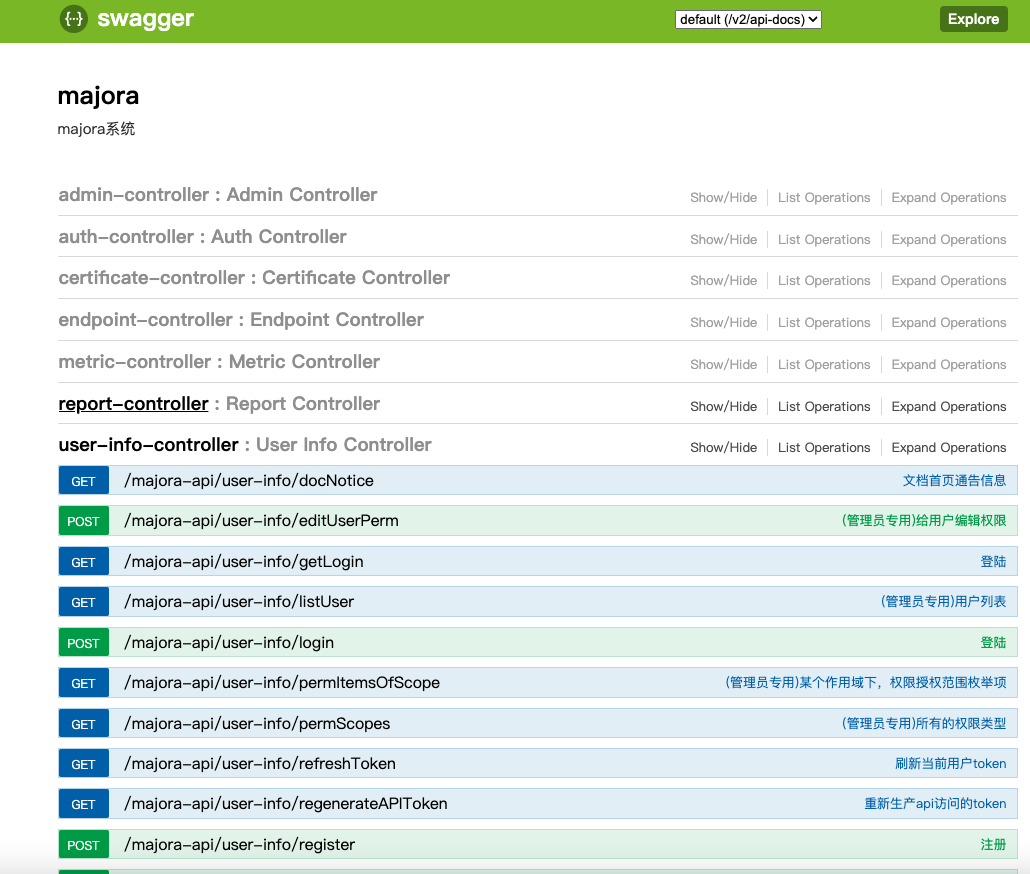 {··} swagger default (/v2/api-docs) Explore
majora
majora系统
admin-controller : Admin Controller Show/Hide List Operations Expand Operations
auth-controller : Auth Controller Show/Hide List Operations Expand Operations
certificate-controller : Certificate Controller Show/Hide List Operations Expand Operations
endpoint-controller : Endpoint Controller Show/Hide List Operations Expand Operations
metric-controller : Metric Controller Show/Hide List Operations Expand Operations
report-controller : Report Controller Show/Hide List Operations Expand Operations
user-info-controller : User Info Controller Show/Hide List Operations Expand Operations
GET /majora-api/user-info/docNotice 文档首页通告信息
POST /majora-api/user-info/editUserPerm (管理员专用)给用户编辑权限
GET /majora-api/user-info/getLogin 登陆
GET /majora-api/user-info/listUser (管理员专用)用户列表
POST /majora-api/user-info/login 登陆
GET /majora-api/user-info/permItemsOfScope (管理员专用)某个作用域下，权限授权范围枚举项
GET /majora-api/user-info/permScopes (管理员专用)所有的权限类型
GET /majora-api/user-info/refreshToken 刷新当前用户token
GET /majora-api/user-info/regenerateAPIToken 重新生产api访问的token
POST /majora-api/user-info/register 注册